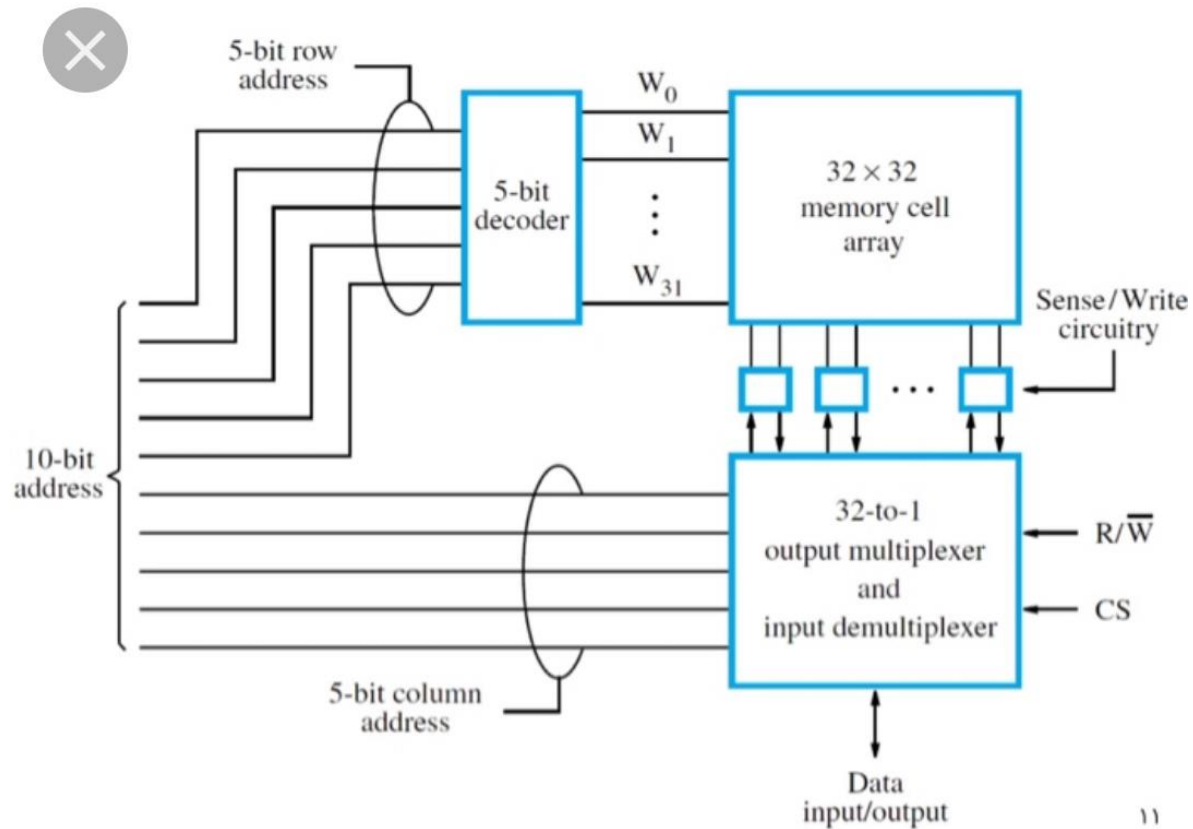 5-bit row
address
W0
W1
5-bit
decoder
32 × 32
memory cell
array
W31
Sense/Write
circuitry
10-bit
address
32-to-1
output multiplexer
and
input demultiplexer
R/W̅
CS
5-bit column
address
Data
input/output
١١